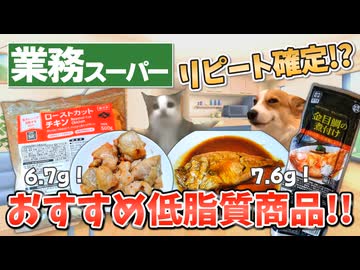 業務スーパー
リピート確定!?
ローストカット
チキン
金目鯛の
煮付け
6.7g!
7.6g!
おすすめ低脂質商品!!